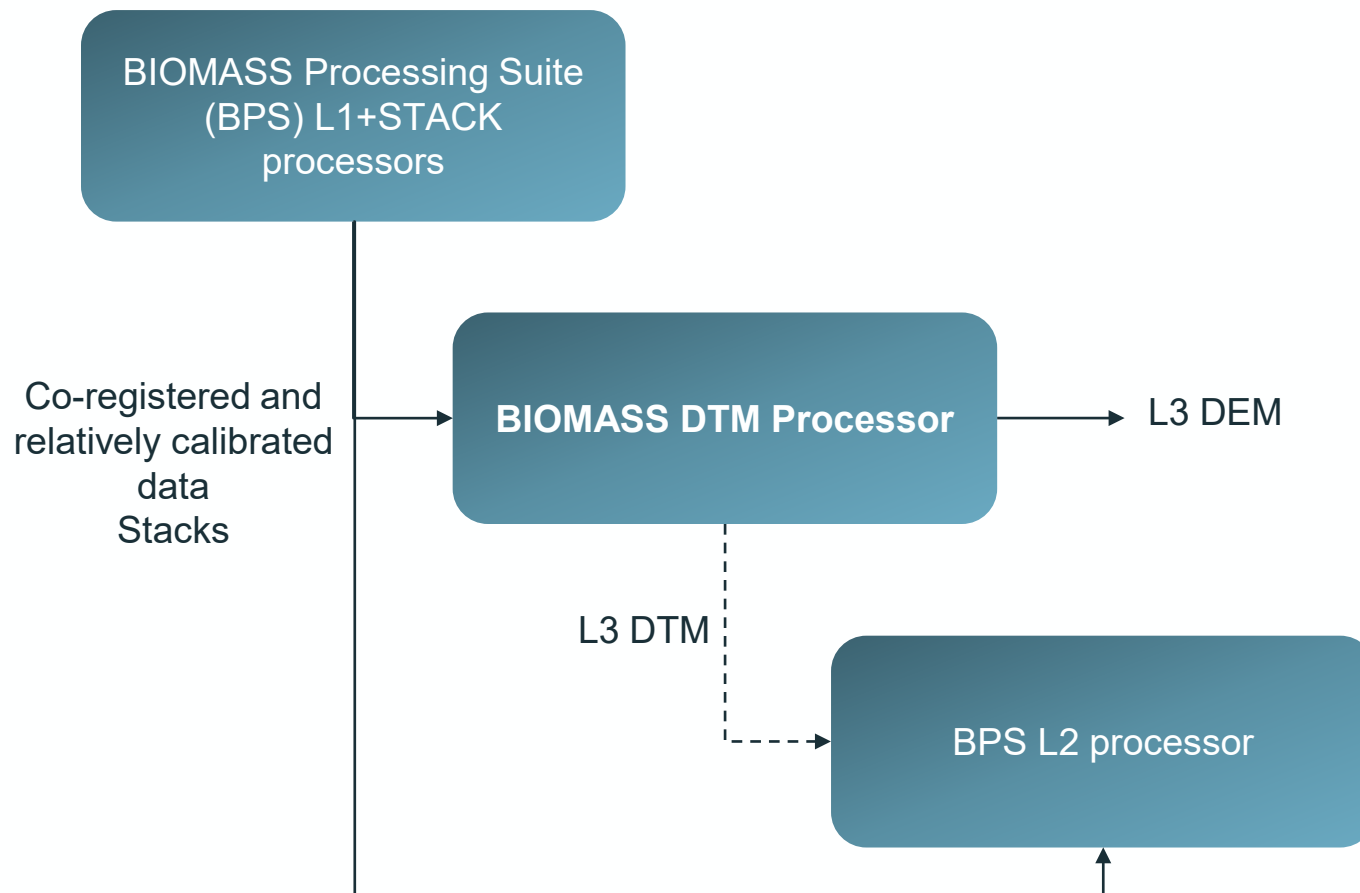 BIOMASS Processing Suite
(BPS) L1+STACK
processors
Co-registered and
relatively calibrated
data
Stacks
BIOMASS DTM Processor
L3 DEM
L3 DTM
BPS L2 processor